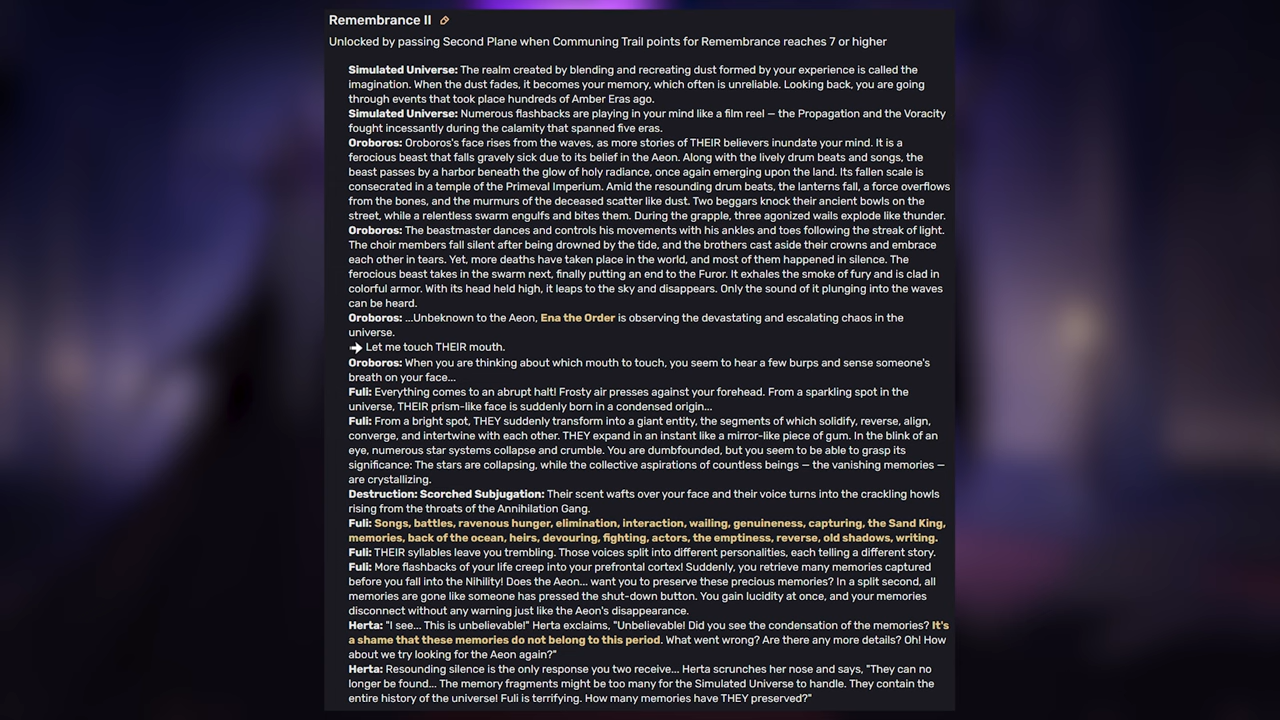 Remembrance II
Unlocked by passing Second Plane when Communing Trail points for Remembrance reaches 7 or higher
Simulated Universe: The realm created by blending and recreating dust formed by your experience is called the
imagination. When the dust fades, it becomes your memory, which often is unreliable. Looking back, you are going
through events that took place hundreds of Amber Eras ago.
Simulated Universe: Numerous flashbacks are playing in your mind like a film reel — the Propagation and the Voracity
fought incessantly during the calamity that spanned five eras.
Oroboros: Oroboros's face rises from the waves, as more stories of THEIR believers inundate your mind. It is a
ferocious beast that falls gravely sick due to its belief in the Aeon. Along with the lively drum beats and songs, the
beast passes by a harbor beneath the glow of holy radiance, once again emerging upon the land. Its fallen scale is
consecrated in a temple of the Primeval Imperium. Amid the resounding drum beats, the lanterns fall, a force overflows
from the bones, and the murmurs of the deceased scatter like dust. Two beggars knock their ancient bowls on the
street, while a relentless swarm engulfs and bites them. During the grapple, three agonized wails explode like thunder.
Oroboros: The beastmaster dances and controls his movements with his ankles and toes following the streak of light.
The choir members fall silent after being drowned by the tide, and the brothers cast aside their crowns and embrace
each other in tears. Yet, more deaths have taken place in the world, and most of them happened in silence. The
ferocious beast takes in the swarm next, finally putting an end to the Furor. It exhales the smoke of fury and is clad in
colorful armor. With its head held high, it leaps to the sky and disappears. Only the sound of it plunging into the waves
can be heard.
Oroboros: ...Unbeknown to the Aeon, Ena the Order is observing the devastating and escalating chaos in the
universe.
Let me touch THEIR mouth.
Oroboros: When you are thinking about which mouth to touch, you seem to hear a few burps and sense someone's
breath on your face...
Fuli: Everything comes to an abrupt halt! Frosty air presses against your forehead. From a sparkling spot in the
universe, THEIR prism-like face is suddenly born in a condensed origin...
Fuli: From a bright spot, THEY suddenly transform into a giant entity, the segments of which solidify, reverse, align,
converge, and intertwine with each other. THEY expand in an instant like a mirror-like piece of gum. In the blink of an
eye, numerous star systems collapse and crumble. You are dumbfounded, but you seem to be able to grasp its
significance: The stars are collapsing, while the collective aspirations of countless beings — the vanishing memories —
are crystallizing.
Destruction: Scorched Subjugation: Their scent wafts over your face and their voice turns into the crackling howls
rising from the throats of the Annihilation Gang.
Fuli: Songs, battles, ravenous hunger, elimination, interaction, wailing, genuineness, capturing, the Sand King,
memories, back of the ocean, heirs, devouring, fighting, actors, the emptiness, reverse, old shadows, writing.
Fuli: THEIR syllables leave you trembling. Those voices split into different personalities, each telling a different story.
Fuli: More flashbacks of your life creep into your prefrontal cortex! Suddenly, you retrieve many memories captured
before you fall into the Nihility! Does the Aeon... want you to preserve these precious memories? In a split second, all
memories are gone like someone has pressed the shut-down button. You gain lucidity at once, and your memories
disconnect without any warning just like the Aeon's disappearance.
Herta: "I see... This is unbelievable!" Herta exclaims, "Unbelievable! Did you see the condensation of the memories? It's
a shame that these memories do not belong to this period. What went wrong? Are there any more details? Oh! How
about we try looking for the Aeon again?"
Herta: Resounding silence is the only response you two receive... Herta scrunches her nose and says, "They can no
longer be found... The memory fragments might be too many for the Simulated Universe to handle. They contain the
entire history of the universe! Fuli is terrifying. How many memories have THEY preserved?"